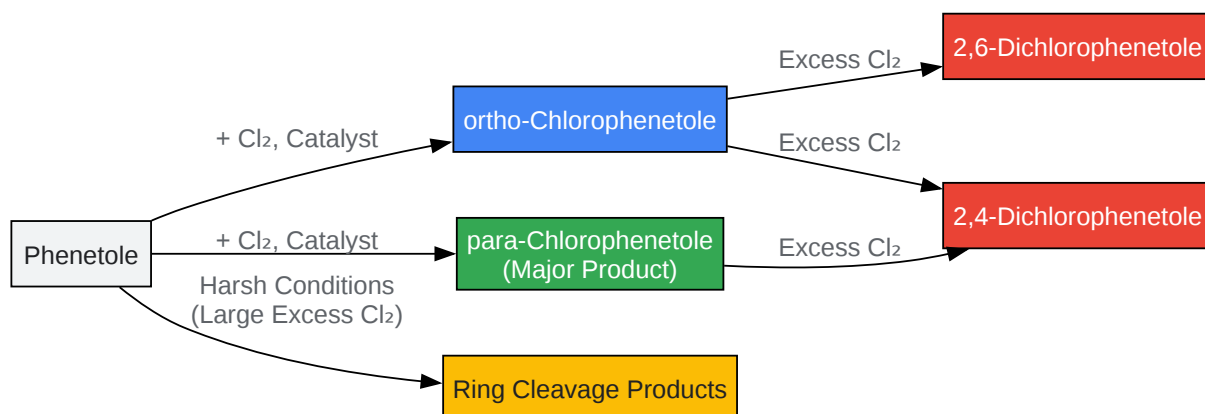 2,6-Dichlorophenetole
Excess Cl₂
ortho-Chlorophenetole
+ Cl₂, Catalyst
Excess Cl₂
2,4-Dichlorophenetole
Phenetole
+ Cl₂, Catalyst
para-Chlorophenetole
(Major Product)
Excess Cl₂
Harsh Conditions
(Large Excess Cl₂)
Ring Cleavage Products